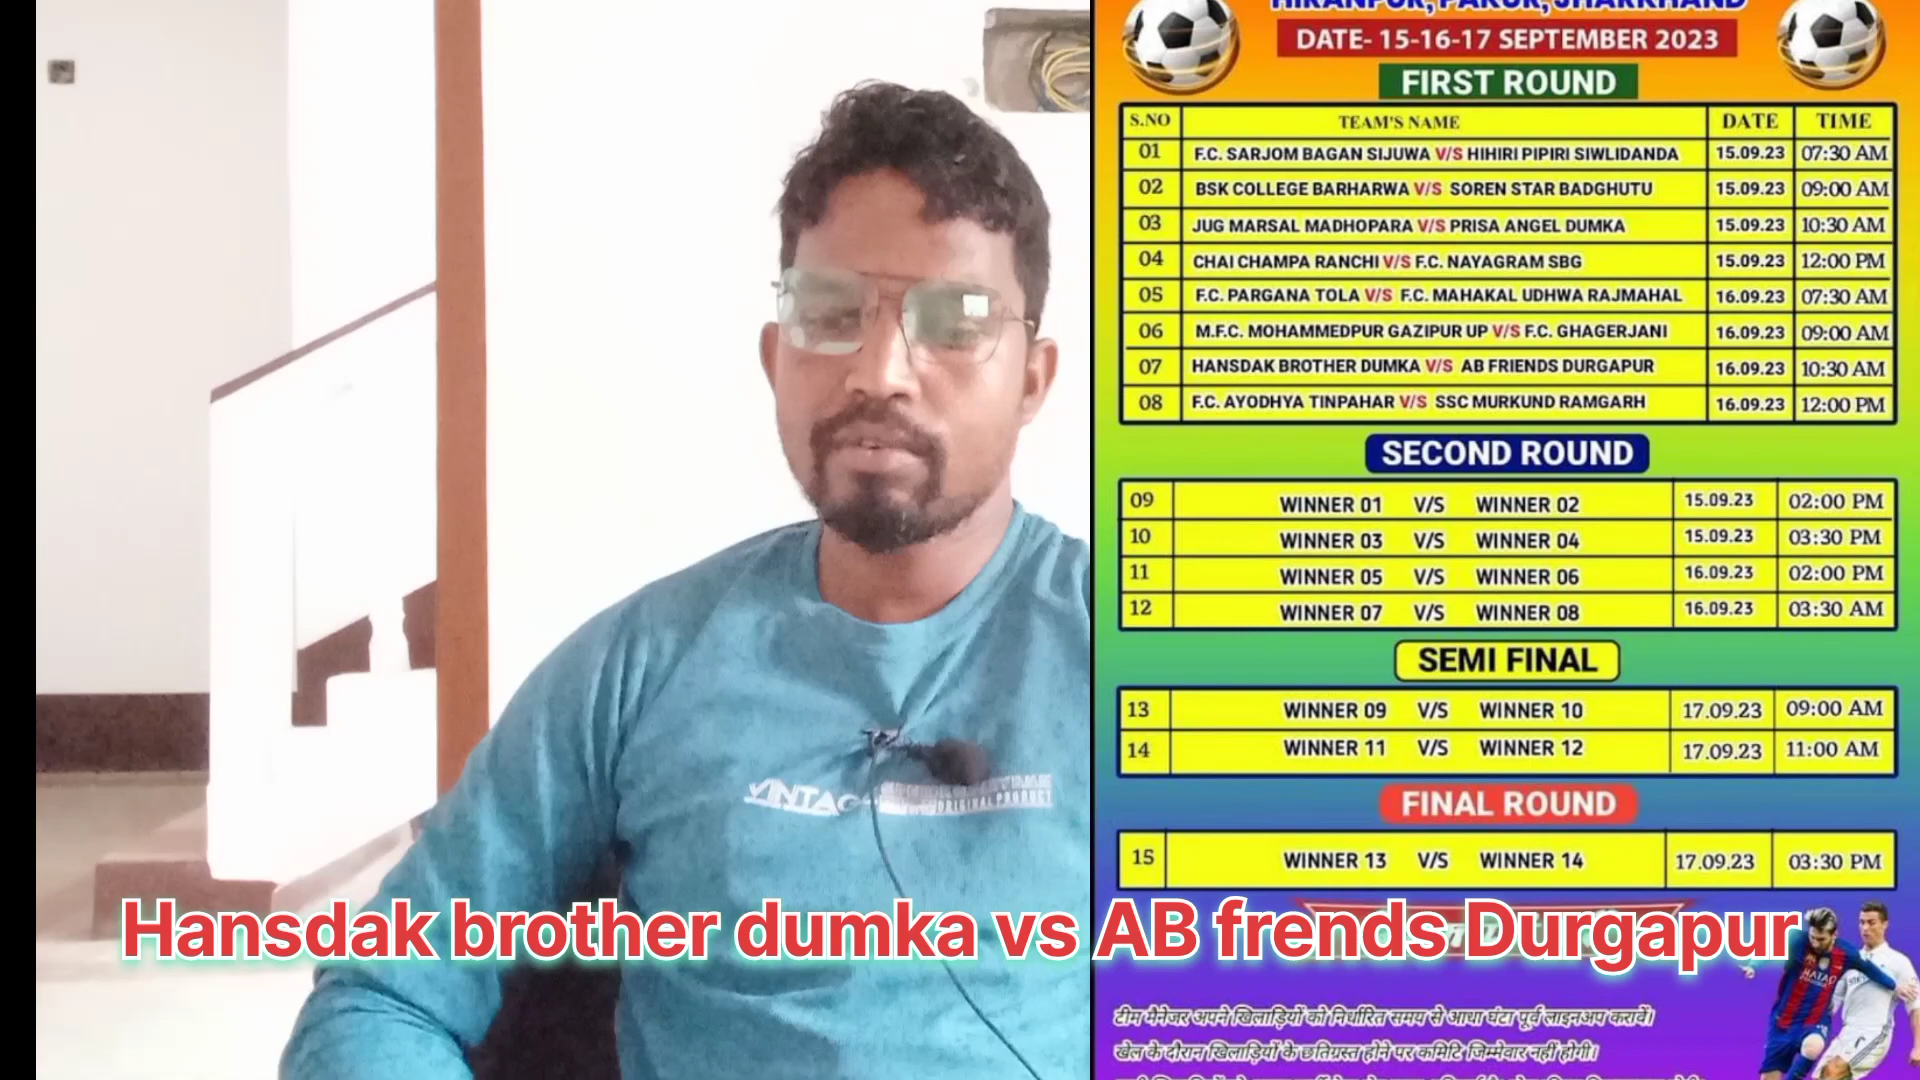 HIRANPUR, PAKUR, JHARKHAND
DATE- 15-16-17 SEPTEMBER 2023
FIRST ROUND
S.NO TEAM'S NAME DATE TIME
01 F.C. SARJOM BAGAN SIJUWA V/S HIHIRI PIPIRI SIWLIDANDA 15.09.23 07:30 AM
02 BSK COLLEGE BARHARWA V/S SOREN STAR BADGHUTU 15.09.23 09:00 AM
03 JUG MARSAL MADHOPARA V/S PRISA ANGEL DUMKA 15.09.23 10:30 AM
04 CHAI CHAMPA RANCHI V/S F.C. NAYAGRAM SBG 15.09.23 12:00 PM
05 F.C. PARGANA TOLA V/S F.C. MAHAKAL UDHWA RAJMAHAL 16.09.23 07:30 AM
06 M.F.C. MOHAMMEDPUR GAZIPUR UP V/S F.C. GHAGERJANI 16.09.23 09:00 AM
07 HANSDAK BROTHER DUMKA V/S AB FRIENDS DURGAPUR 16.09.23 10:30 AM
08 F.C. AYODHYA TINPAHAR V/S SSC MURKUND RAMGARH 16.09.23 12:00 PM
SECOND ROUND
09 WINNER 01 V/S WINNER 02 15.09.23 02:00 PM
10 WINNER 03 V/S WINNER 04 15.09.23 03:30 PM
11 WINNER 05 V/S WINNER 06 16.09.23 02:00 PM
12 WINNER 07 V/S WINNER 08 16.09.23 03:30 AM
SEMI FINAL
13 WINNER 09 V/S WINNER 10 17.09.23 09:00 AM
14 WINNER 11 V/S WINNER 12 17.09.23 11:00 AM
FINAL ROUND
15 WINNER 13 V/S WINNER 14 17.09.23 03:30 PM
VINTAG
ORIGINAL PRODUCT
Hansdak brother dumka vs AB frends Durgapur
टीम मैनेजर अपने खिलाड़ियों को निर्धारित समय से आधा घंटा पूर्व लाइनअप करावें।
खेल के दौरान खिलाड़ियों के छतिग्रस्त होने पर कमिटि जिम्मेवार नहीं होगी।